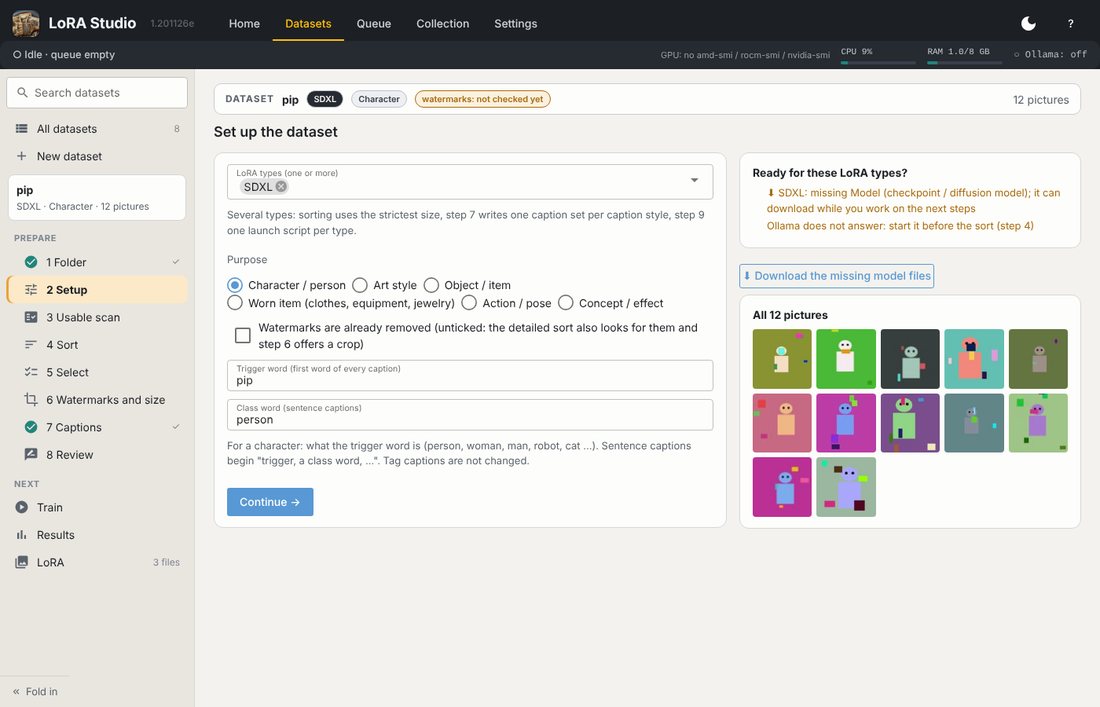 LoRA Studio 1.201126e Home Datasets Queue Collection Settings ?
Idle · queue empty GPU: no amd-smi / rocm-smi / nvidia-smi CPU 9% RAM 1.0/8 GB Ollama: off
Search datasets
All datasets 8
New dataset
pip
SDXL · Character · 12 pictures
PREPARE
1 Folder
2 Setup
3 Usable scan
4 Sort
5 Select
6 Watermarks and size
7 Captions
8 Review
NEXT
Train
Results
LoRA 3 files
« Fold in
DATASET pip SDXL Character watermarks: not checked yet 12 pictures
Set up the dataset
LoRA types (one or more)
SDXL
Several types: sorting uses the strictest size, step 7 writes one caption set per caption style, step 9
one launch script per type.
Purpose
Character / person Art style Object / item
Worn item (clothes, equipment, jewelry) Action / pose Concept / effect
Watermarks are already removed (unticked: the detailed sort also looks for them and
step 6 offers a crop)
Trigger word (first word of every caption)
pip
Class word (sentence captions)
person
For a character: what the trigger word is (person, woman, man, robot, cat ...). Sentence captions
begin "trigger, a class word, ...". Tag captions are not changed.
Continue →
Ready for these LoRA types?
⬇ SDXL: missing Model (checkpoint / diffusion model); it can
download while you work on the next steps
Ollama does not answer: start it before the sort (step 4)
⬇ Download the missing model files
All 12 pictures